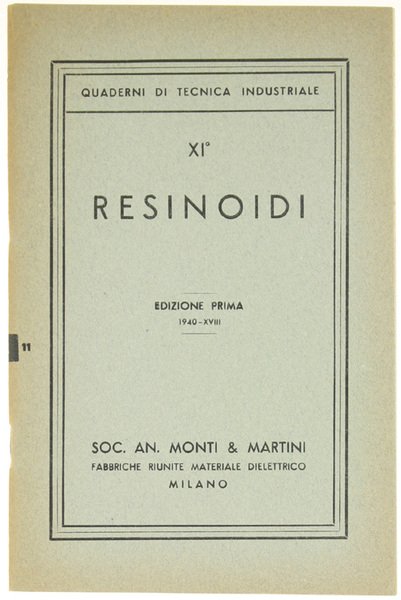 QUADERNI DI TECNICA INDUSTRIALE
XI°
RESINOIDI
EDIZIONE PRIMA
1940-XVIII
11
SOC. AN. MONTI & MARTINI
FABBRICHE RIUNITE MATERIALE DIELETTRICO
MILANO